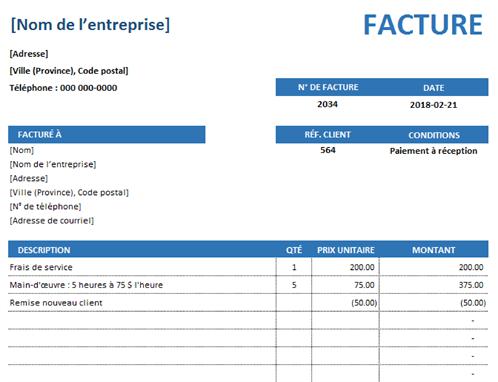 [Nom de l'entreprise] FACTURE
[Adresse]
[Ville (Province), Code postal]
Téléphone : 000 000-0000
N° DE FACTURE DATE
2034 2018-02-21
FACTURÉ À RÉF. CLIENT CONDITIONS
[Nom] 564 Paiement à réception
[Nom de l'entreprise]
[Adresse]
[Ville (Province), Code postal]
[N° de téléphone]
[Adresse de courriel]
DESCRIPTION QTÉ PRIX UNITAIRE MONTANT
Frais de service 1 200.00 200.00
Main-d'œuvre : 5 heures à 75 $ l'heure 5 75.00 375.00
Remise nouveau client (50.00) (50.00)
-
-
-
-